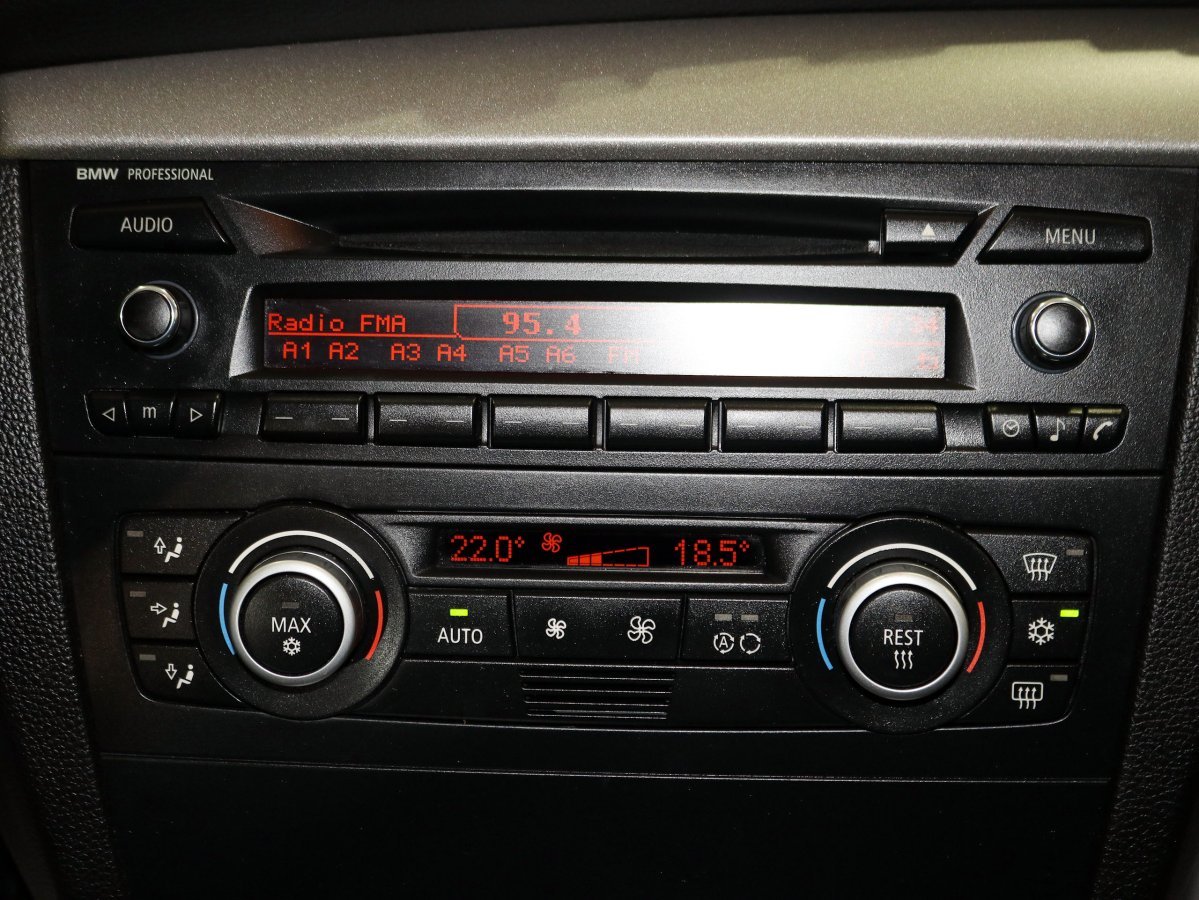 BMW PROFESSIONAL
AUDIO
MENU
Radio FMA 95.4
A1 A2 A3 A4 A5 A6
m
22.0° 18.5°
MAX
AUTO
A
REST